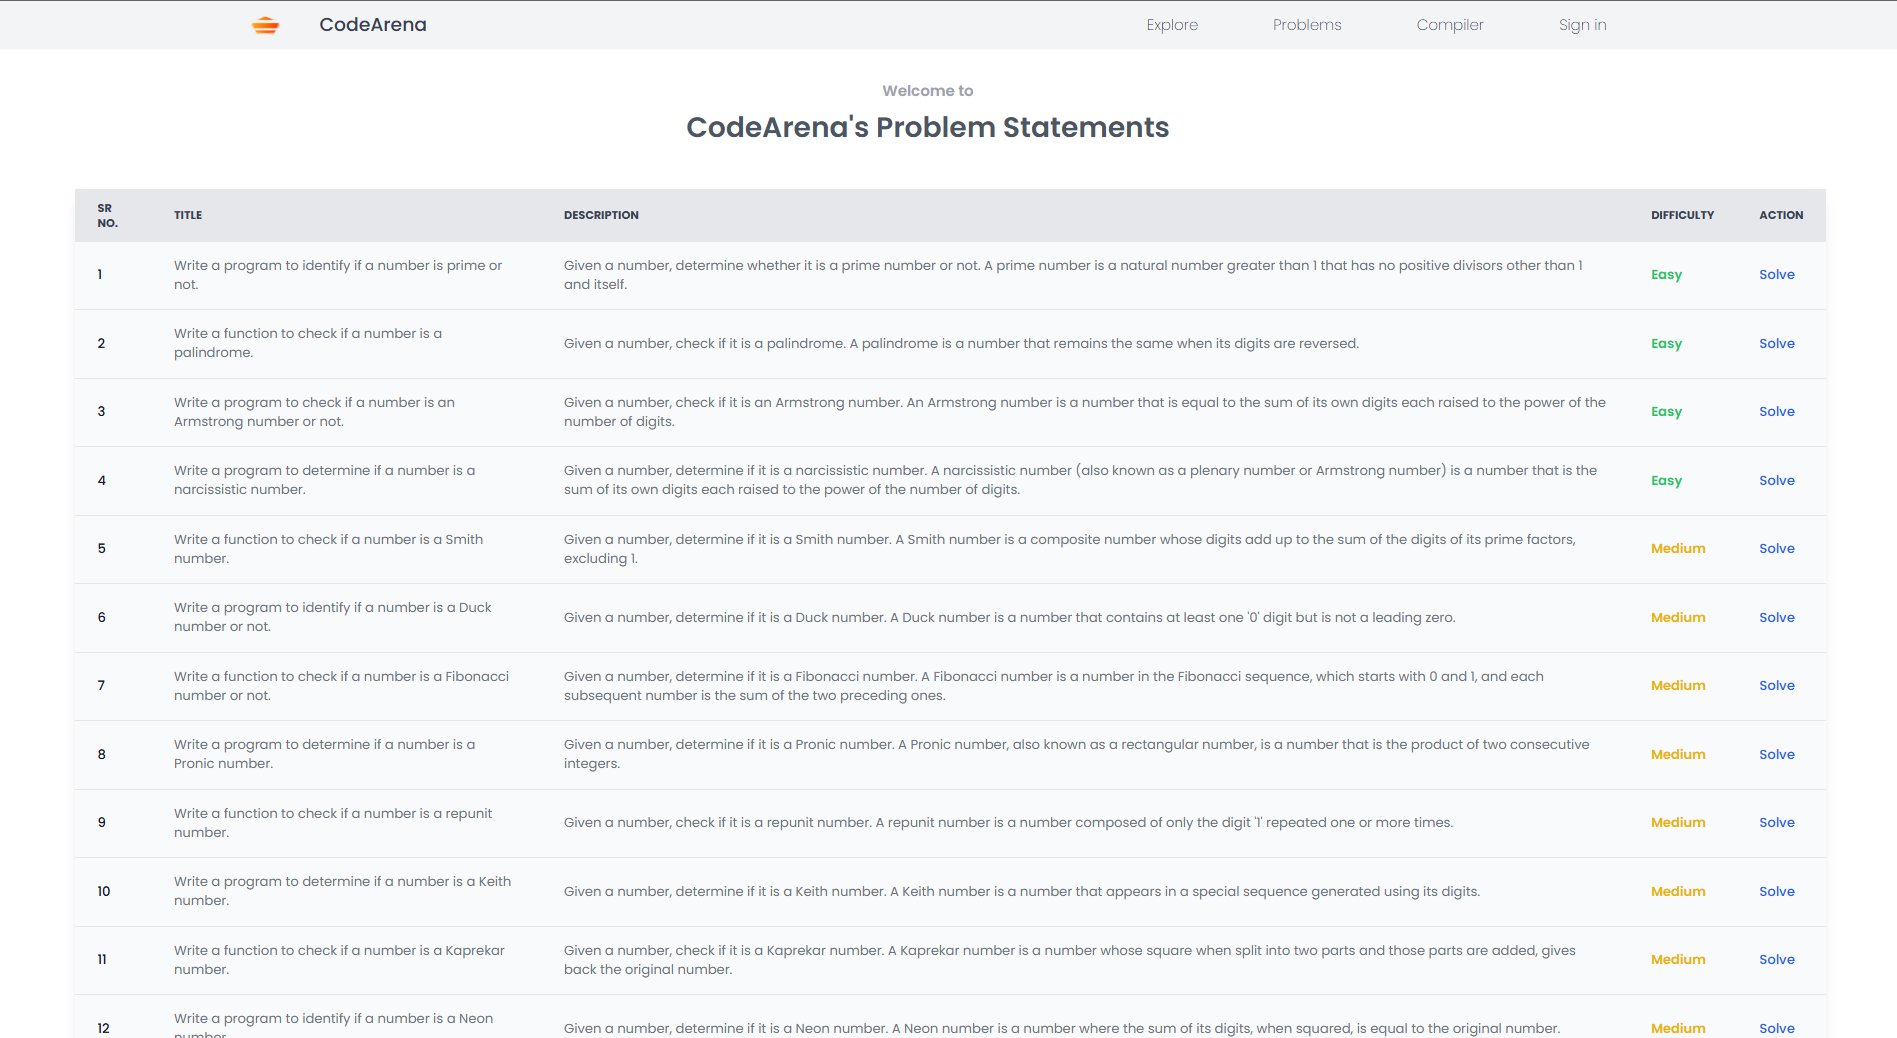 CodeArena Explore Problems Compiler Sign in
Welcome to
CodeArena's Problem Statements
SR NO. TITLE DESCRIPTION DIFFICULTY ACTION
1 Write a program to identify if a number is prime or not. Given a number, determine whether it is a prime number or not. A prime number is a natural number greater than 1 that has no positive divisors other than 1 and itself. Easy Solve
2 Write a function to check if a number is a palindrome. Given a number, check if it is a palindrome. A palindrome is a number that remains the same when its digits are reversed. Easy Solve
3 Write a program to check if a number is an Armstrong number or not. Given a number, check if it is an Armstrong number. An Armstrong number is a number that is equal to the sum of its own digits each raised to the power of the number of digits. Easy Solve
4 Write a program to determine if a number is a narcissistic number. Given a number, determine if it is a narcissistic number. A narcissistic number (also known as a plenary number or Armstrong number) is a number that is the sum of its own digits each raised to the power of the number of digits. Easy Solve
5 Write a function to check if a number is a Smith number. Given a number, determine if it is a Smith number. A Smith number is a composite number whose digits add up to the sum of the digits of its prime factors, excluding 1. Medium Solve
6 Write a program to identify if a number is a Duck number or not. Given a number, determine if it is a Duck number. A Duck number is a number that contains at least one '0' digit but is not a leading zero. Medium Solve
7 Write a function to check if a number is a Fibonacci number or not. Given a number, determine if it is a Fibonacci number. A Fibonacci number is a number in the Fibonacci sequence, which starts with 0 and 1, and each subsequent number is the sum of the two preceding ones. Medium Solve
8 Write a program to determine if a number is a Pronic number. Given a number, determine if it is a Pronic number. A Pronic number, also known as a rectangular number, is a number that is the product of two consecutive integers. Medium Solve
9 Write a function to check if a number is a repunit number. Given a number, check if it is a repunit number. A repunit number is a number composed of only the digit '1' repeated one or more times. Medium Solve
10 Write a program to determine if a number is a Keith number. Given a number, determine if it is a Keith number. A Keith number is a number that appears in a special sequence generated using its digits. Medium Solve
11 Write a function to check if a number is a Kaprekar number. Given a number, check if it is a Kaprekar number. A Kaprekar number is a number whose square when split into two parts and those parts are added, gives back the original number. Medium Solve
12 Write a program to identify if a number is a Neon number Given a number, determine if it is a Neon number. A Neon number is a number where the sum of its digits, when squared, is equal to the original number. Medium Solve